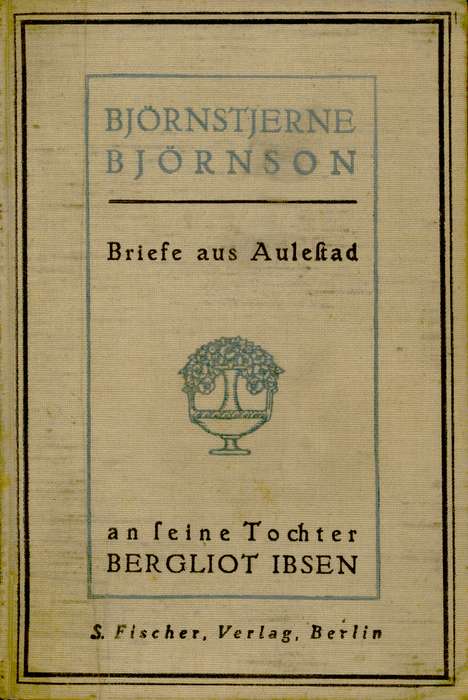 BJÖRNSTJERNE
BJÖRNSON
Briefe aus Auleſtad
an ſeine Tochter
BERGLIOT IBSEN
S. Fischer, Verlag, Berlin